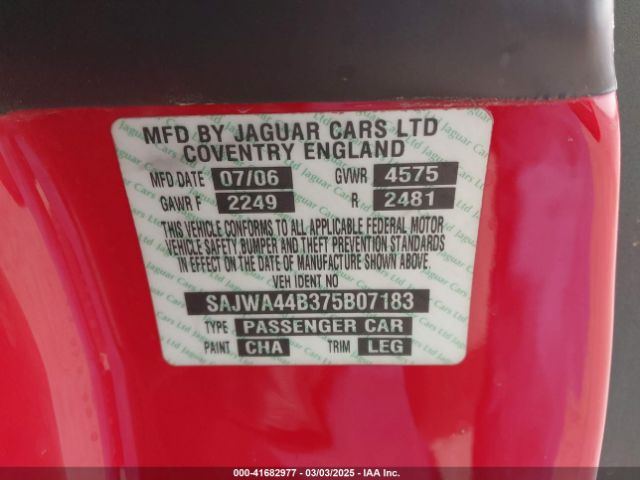 MFD BY JAGUAR CARS LTD
COVENTRY ENGLAND
MFD DATE 07/06 GVWR 4575
GAWR F 2249 R 2481
THIS VEHICLE CONFORMS TO ALL APPLICABLE FEDERAL MOTOR
VEHICLE SAFETY BUMPER AND THEFT PREVENTION STANDARDS
IN EFFECT ON THE DATE OF MANUFACTURE SHOWN ABOVE.
VEH IDENT NO
SAJWA44B375B07183
TYPE PASSENGER CAR
PAINT CHA TRIM LEG
000-41682977 - 03/03/2025 - IAA Inc.